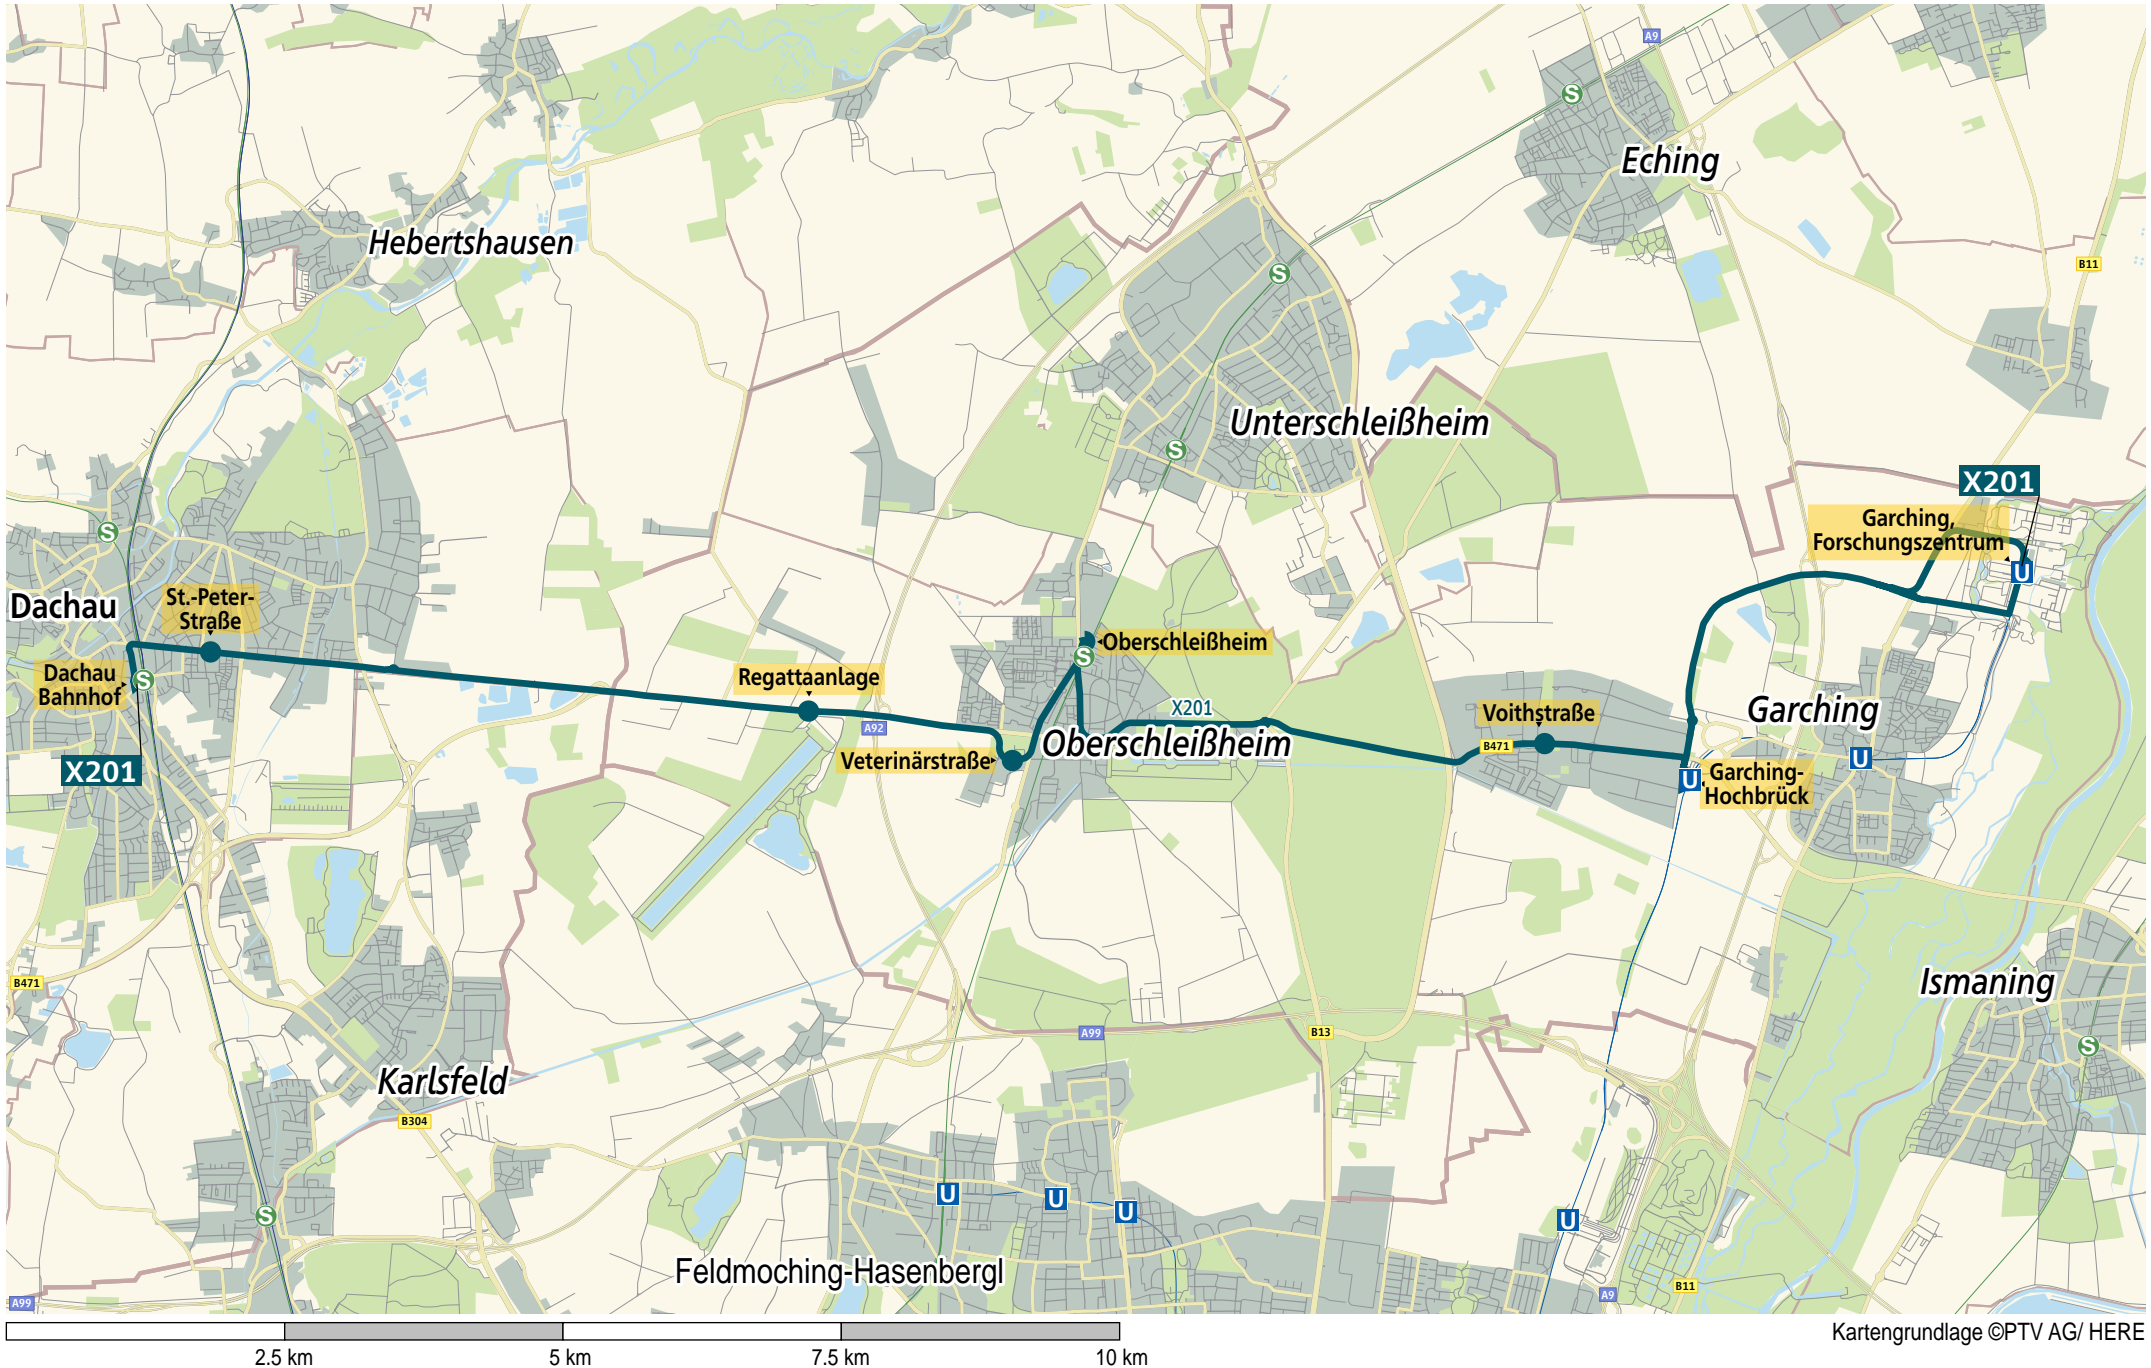 A9
S
Eching
Hebertshausen
B11
S
Unterschleißheim
S
X201
Garching,
Forschungszentrum
U
S
St.-Peter-
Straße
Dachau
Oberschleißheim
S
Dachau
Bahnhof
S
Regattaanlage
X201
Voithstraße
Garching
A92
B471
Oberschleißheim
Veterinärstraße
U
X201
U
Garching-
Hochbrück
B471
Ismaning
A99
B13
S
Karlsfeld
B304
U
U
U
S
U
Feldmoching-Hasenbergl
B11
A9
A99
Kartengrundlage ©PTV AG/ HERE
2.5 km
5 km
7.5 km
10 km